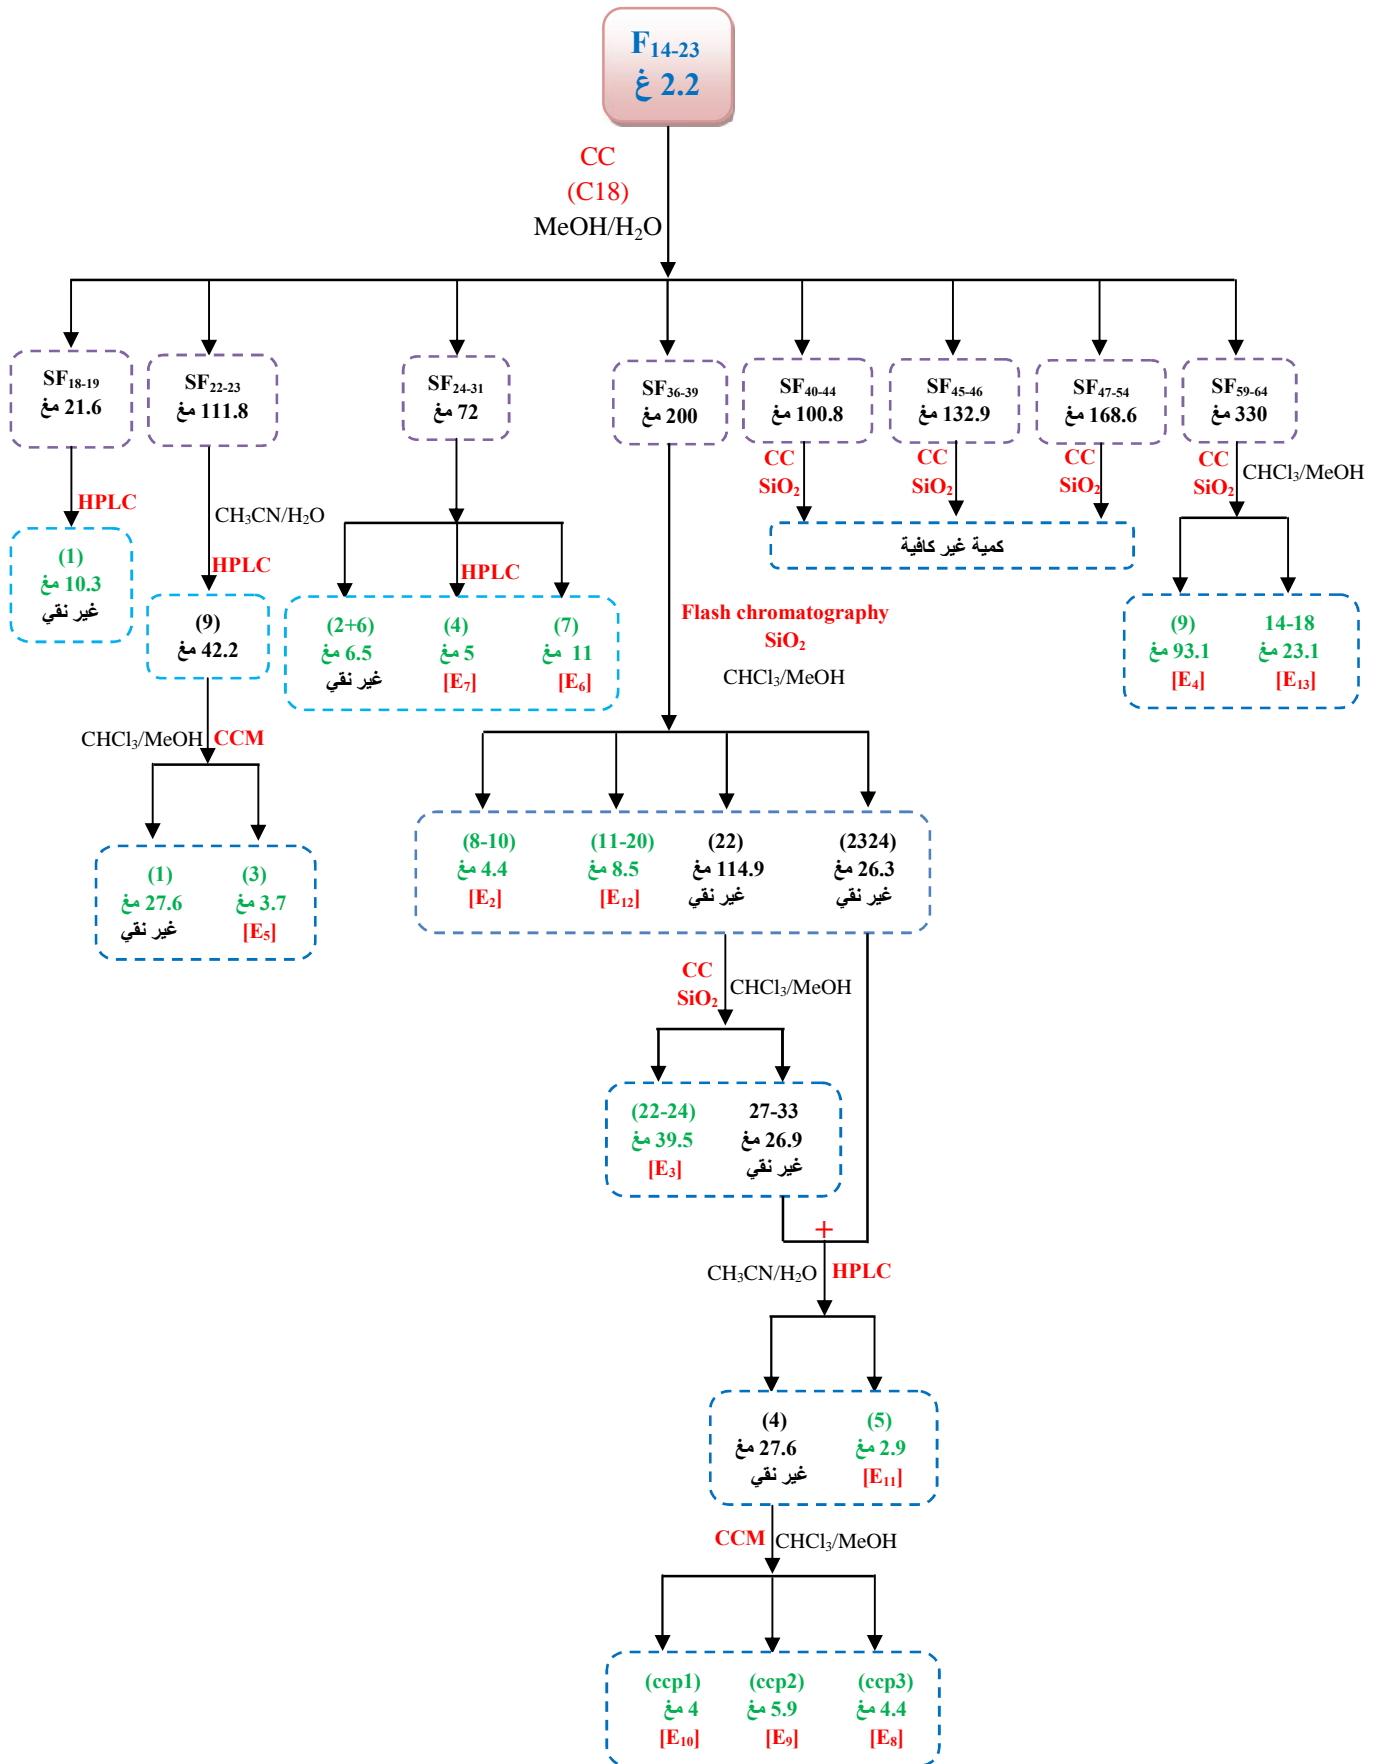 F14-23
2.2 غ
CC
(C18)
MeOH/H2O
SF18-19
21.6 مغ
SF22-23
111.8 مغ
SF24-31
72 مغ
SF36-39
200 مغ
SF40-44
100.8 مغ
SF45-46
132.9 مغ
SF47-54
168.6 مغ
SF59-64
330 مغ
HPLC
CH3CN/H2O
HPLC
HPLC
CC
SiO2
CC
SiO2
CC
SiO2
CC
SiO2
CHCl3/MeOH
(1)
10.3 مغ
غير نقي
(9)
42.2 مغ
(2+6)
6.5 مغ
غير نقي
(4)
5 مغ
[E7]
(7)
11 مغ
[E6]
كمية غير كافية
(9)
93.1 مغ
[E4]
14-18
23.1 مغ
[E13]
Flash chromatography
SiO2
CHCl3/MeOH
CHCl3/MeOH
CCM
(1)
27.6 مغ
غير نقي
(3)
3.7 مغ
[E5]
(8-10)
4.4 مغ
[E2]
(11-20)
8.5 مغ
[E12]
(22)
114.9 مغ
غير نقي
(2324)
26.3 مغ
غير نقي
CC
SiO2
CHCl3/MeOH
(22-24)
39.5 مغ
[E3]
27-33
26.9 مغ
غير نقي
+
CH3CN/H2O
HPLC
(4)
27.6 مغ
غير نقي
(5)
2.9 مغ
[E11]
CCM
CHCl3/MeOH
(ccp1)
4 مغ
[E10]
(ccp2)
5.9 مغ
[E9]
(ccp3)
4.4 مغ
[E8]